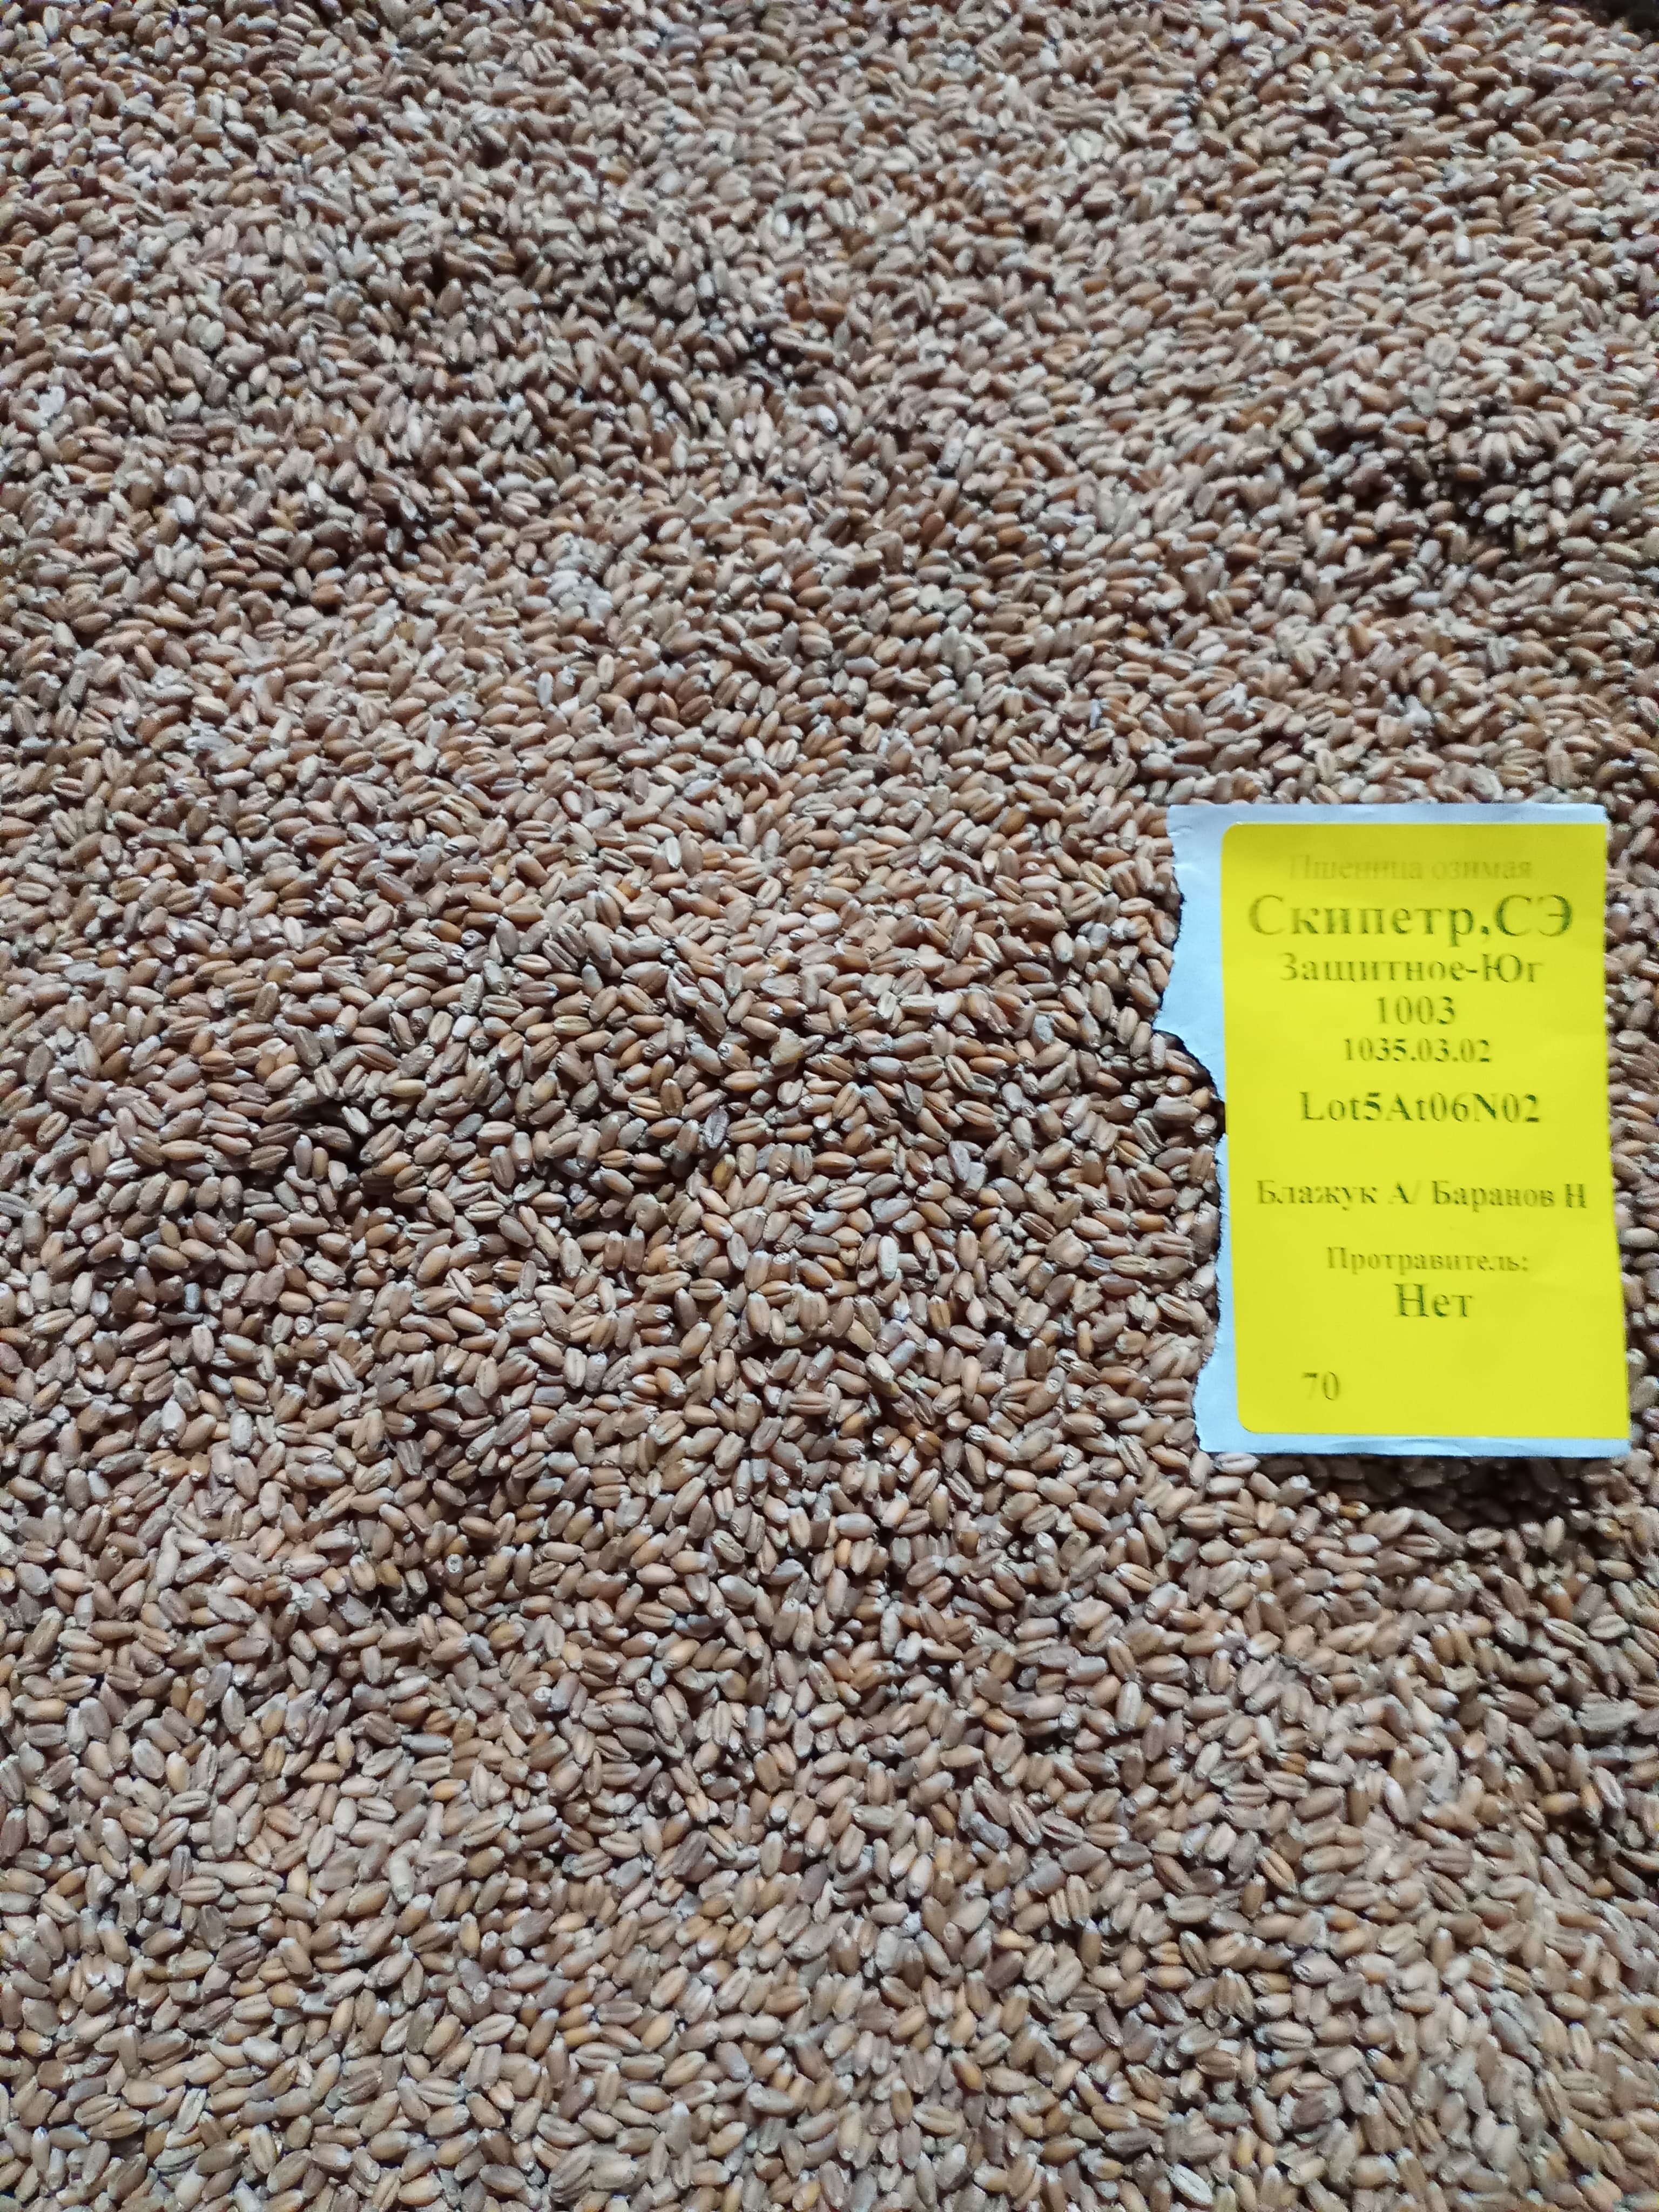 Пшеница озимая
Скипетр,СЭ
Защитное-Юг
1003
1035.03.02
Lot5At06N02
Блажук А/ Баранов Н
Протравитель:
Нет
70